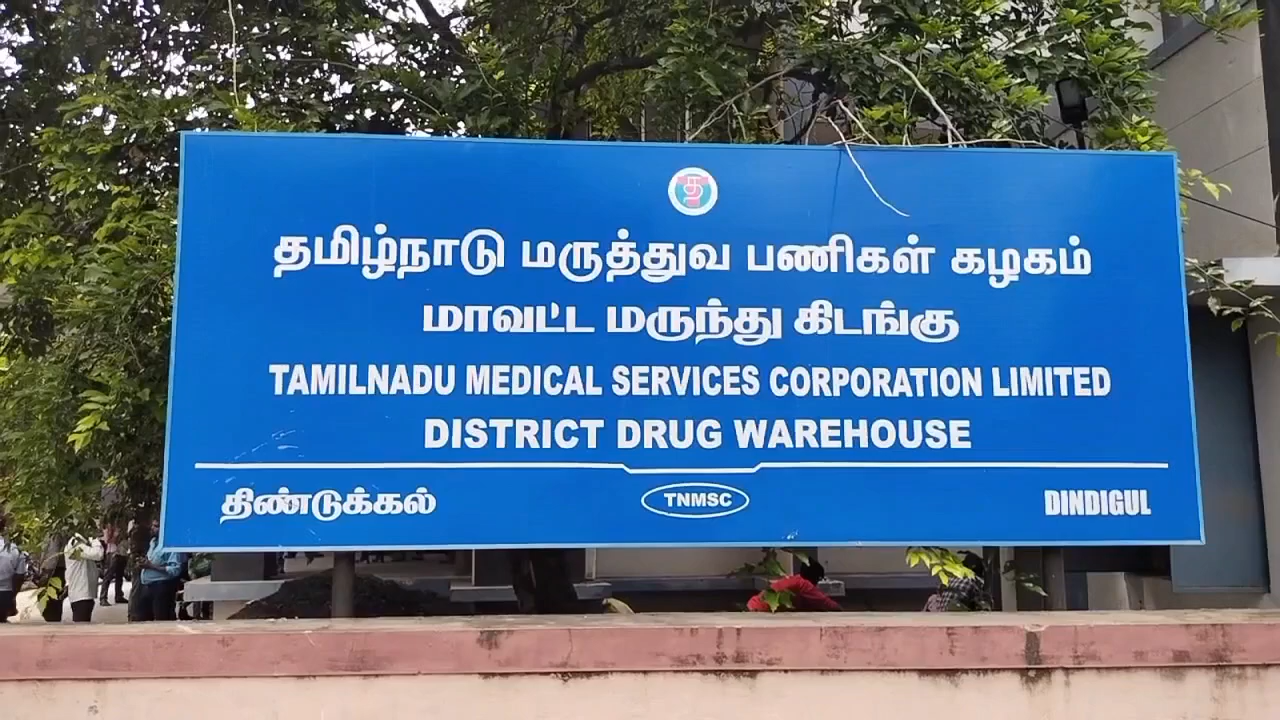 த
தமிழ்நாடு மருத்துவ பணிகள் கழகம்
மாவட்ட மருந்து கிடங்கு
TAMILNADU MEDICAL SERVICES CORPORATION LIMITED
DISTRICT DRUG WAREHOUSE
திண்டுக்கல்
TNMSC
DINDIGUL